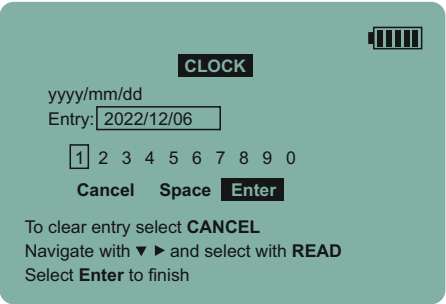 CLOCK
yyyy/mm/dd
Entry: 2022/12/06
1 2 3 4 5 6 7 8 9 0
Cancel Space Enter
To clear entry select CANCEL
Navigate with ▼ ► and select with READ
Select Enter to finish